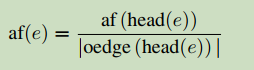 af(e) = af (head(e)) / |oedge (head(e))|